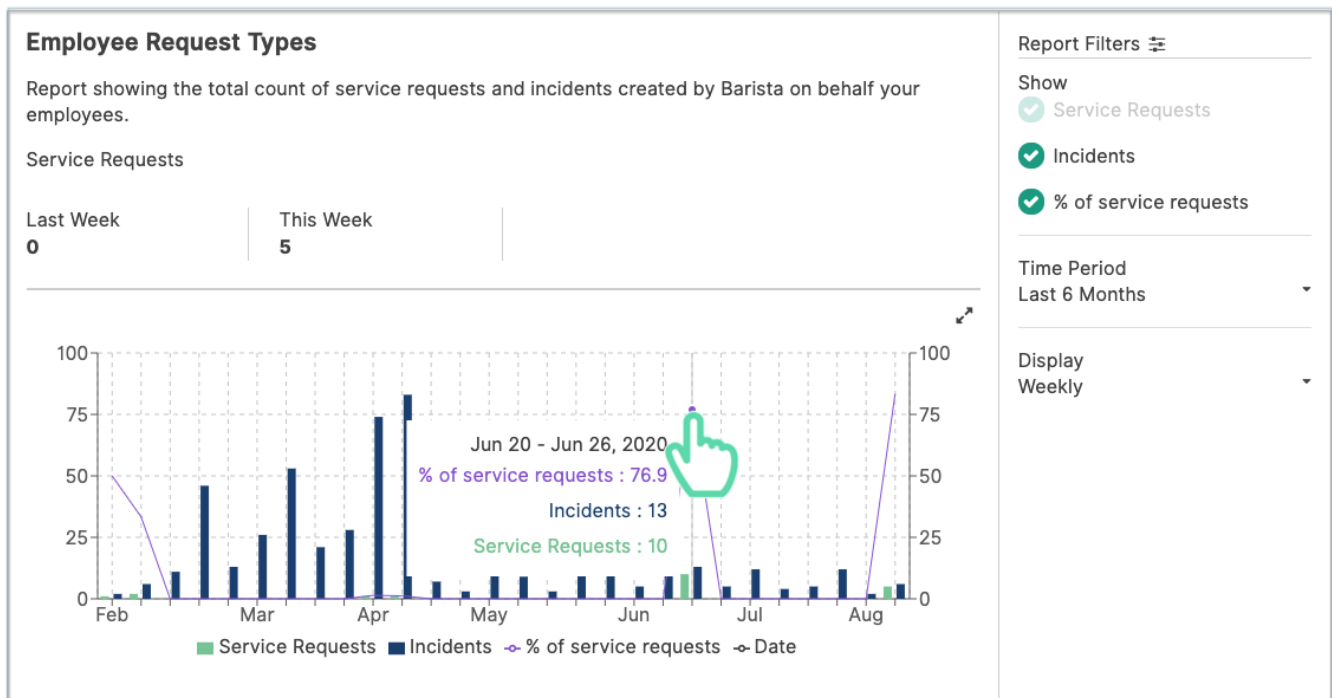 Employee Request Types
Report showing the total count of service requests and incidents created by Barista on behalf your
employees.
Service Requests
Last Week
0
This Week
5
100
75
50
25
0
100
75
50
25
0
Jun 20 - Jun 26, 2020
% of service requests : 76.9
Incidents : 13
Service Requests : 10
Feb Mar Apr May Jun Jul Aug
Service Requests Incidents % of service requests Date
Report Filters
Show
Service Requests
Incidents
% of service requests
Time Period
Last 6 Months
Display
Weekly